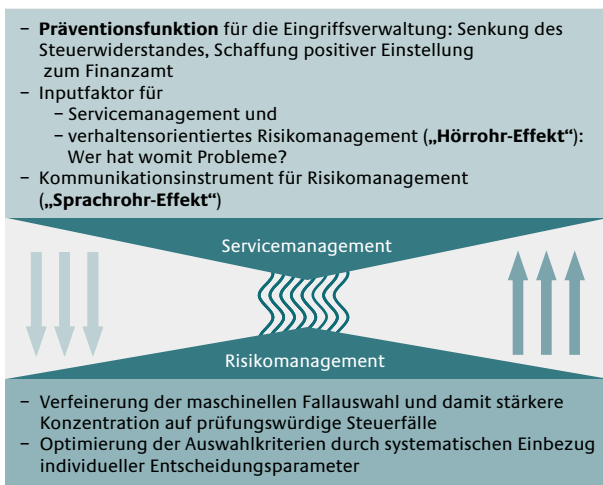 – Präventionsfunktion für die Eingriffsverwaltung: Senkung des
Steuerwiderstandes, Schaffung positiver Einstellung
zum Finanzamt
– Inputfaktor für
– Servicemanagement und
– verhaltensorientiertes Risikomanagement („Hörrohr-Effekt“):
Wer hat womit Probleme?
– Kommunikationsinstrument für Risikomanagement
(„Sprachrohr-Effekt“)
Servicemanagement
Risikomanagement
– Verfeinerung der maschinellen Fallauswahl und damit stärkere
Konzentration auf prüfungswürdige Steuerfälle
– Optimierung der Auswahlkriterien durch systematischen Einbezug
individueller Entscheidungsparameter